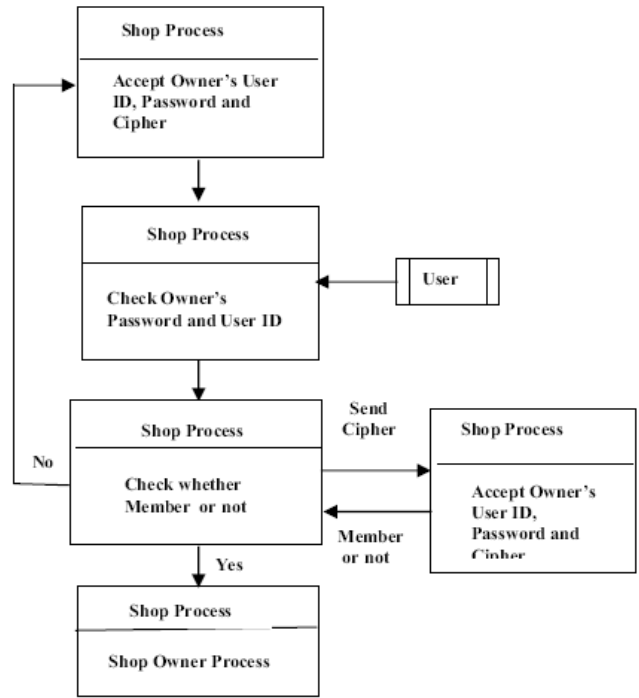 Shop Process
Accept Owner's User
ID, Password and
Cipher
Shop Process
Check Owner's
Password and User ID
User
Shop Process
Check whether
Member or not
No
Send
Cipher
Member
or not
Shop Process
Accept Owner's
User ID,
Password and
Cipher
Yes
Shop Process
Shop Owner Process